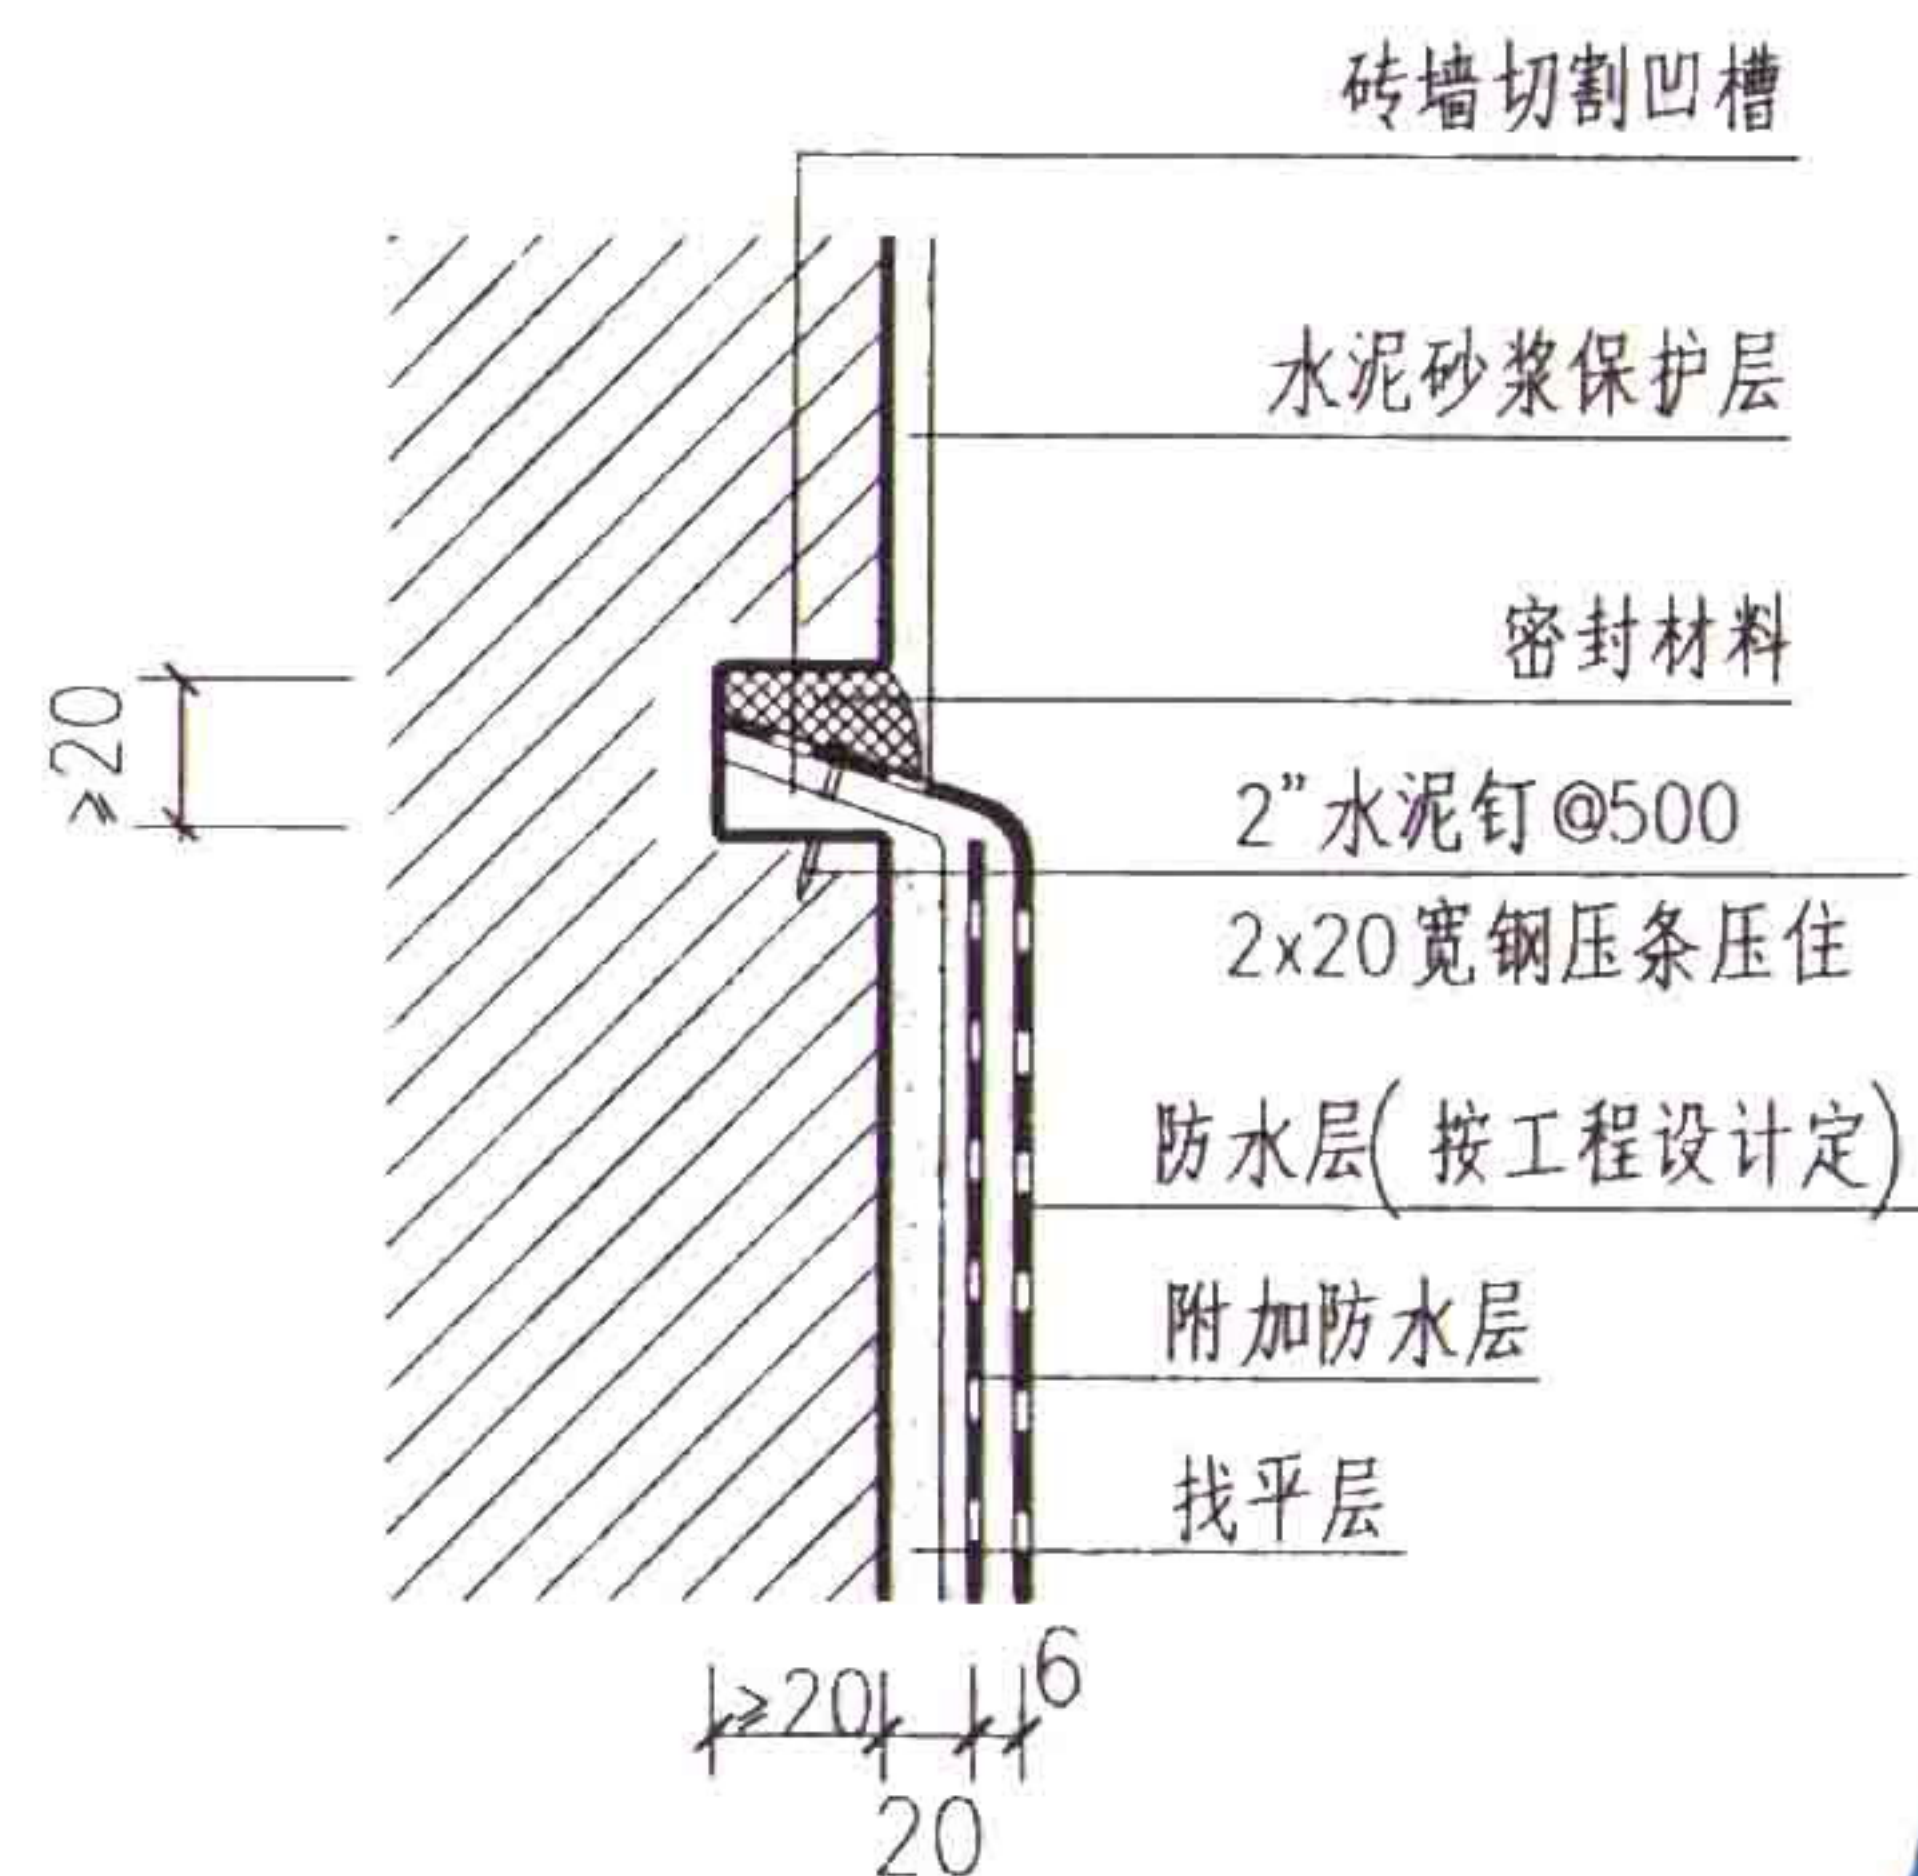 砖墙切割凹槽
水泥砂浆保护层
密封材料
≥20
2”水泥钉@500
2x20宽钢压条压住
防水层(按工程设计定)
附加防水层
找平层
≥20
6
20